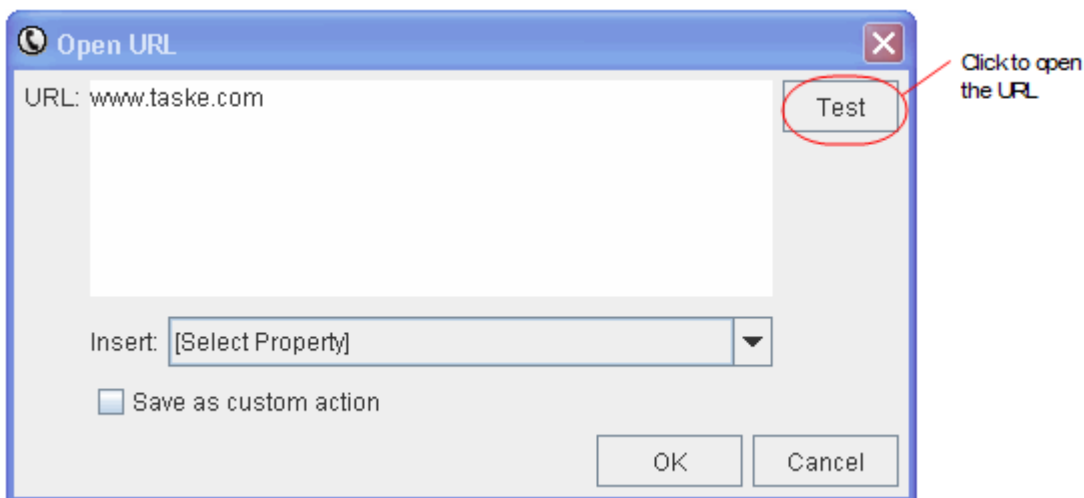 Open URL
URL: www.taske.com
Test
Click to open
the URL
Insert: [Select Property]
Save as custom action
OK
Cancel